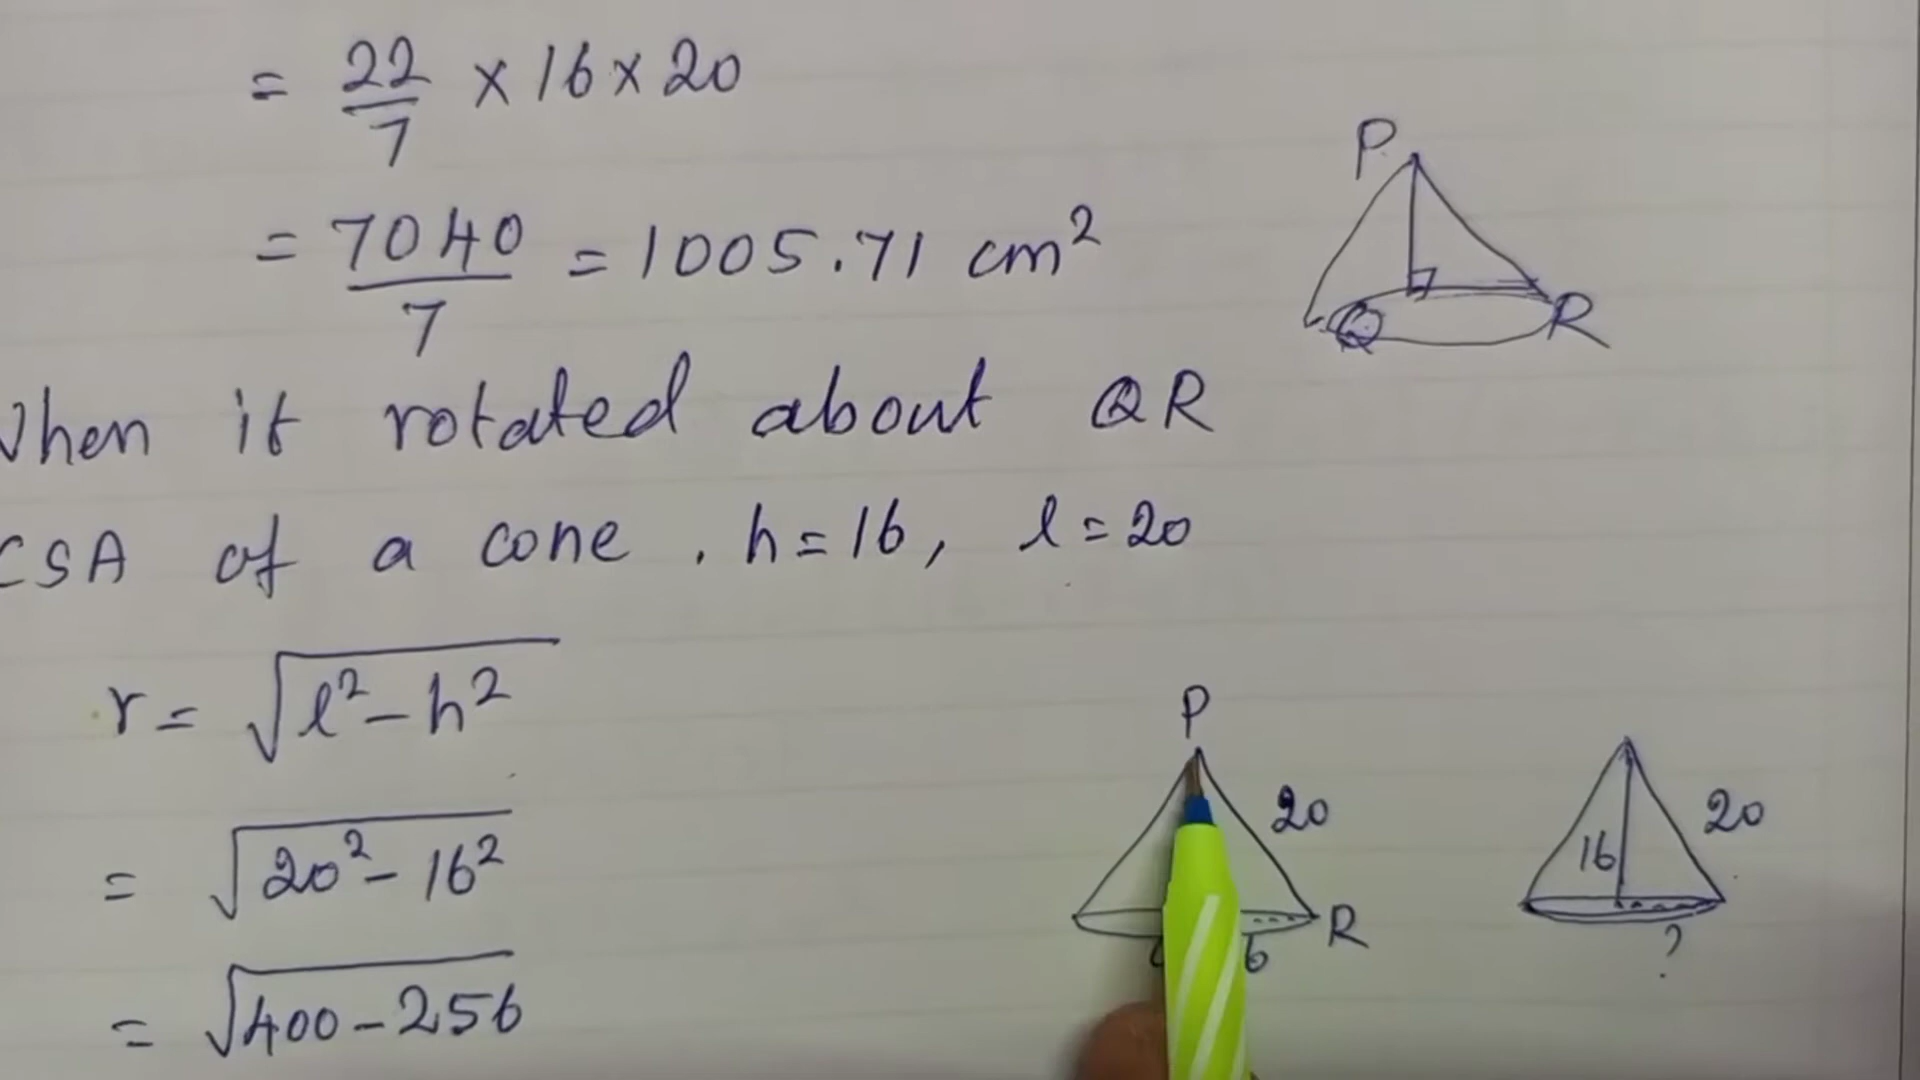 = 22/7 × 16 × 20
= 7040/7 = 1005.71 cm²
P
Q
R
When it rotated about QR
CSA of a cone. h=16, l=20
r = √l²-h²
= √20²-16²
= √400-256
P
20
R
16
20
?